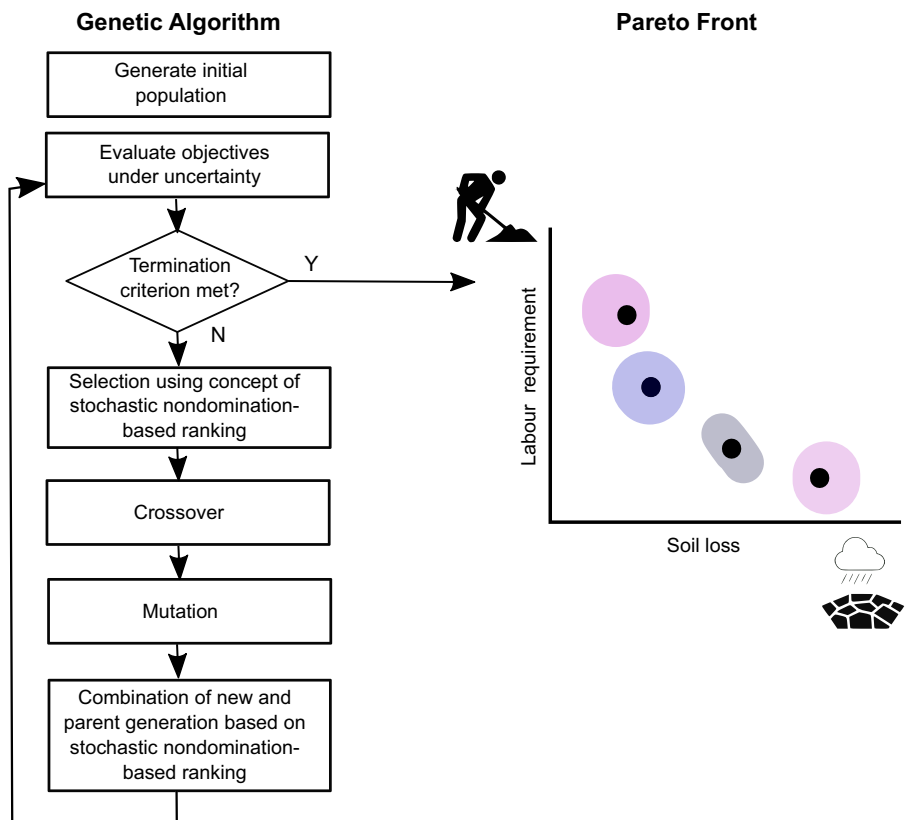 Genetic Algorithm
Generate initial
population
Evaluate objectives
under uncertainty
Termination
criterion met?
Y
N
Selection using concept of
stochastic nondomination-
based ranking
Crossover
Mutation
Combination of new and
parent generation based on
stochastic nondomination-
based ranking
Pareto Front
Labour requirement
Soil loss